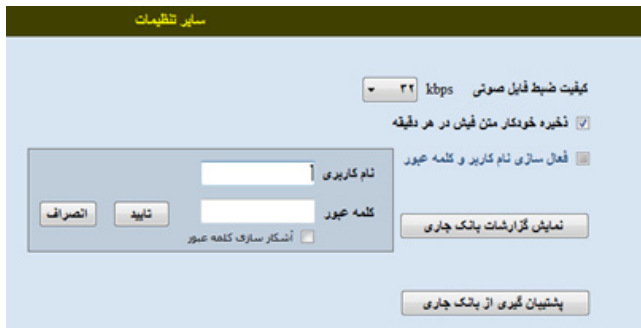 سایر تنظیمات
کیفیت ضبط فایل صوتی kbps ۳۲
ذخیره خودکار متن فیش در هر دقیقه
فعال سازی نام کاربر و کلمه عبور
نام کاربری
کلمه عبور
تایید
انصراف
آشکار سازی کلمه عبور
نمایش گزارشات بانک جاری
پشتیبان گیری از بانک جاری